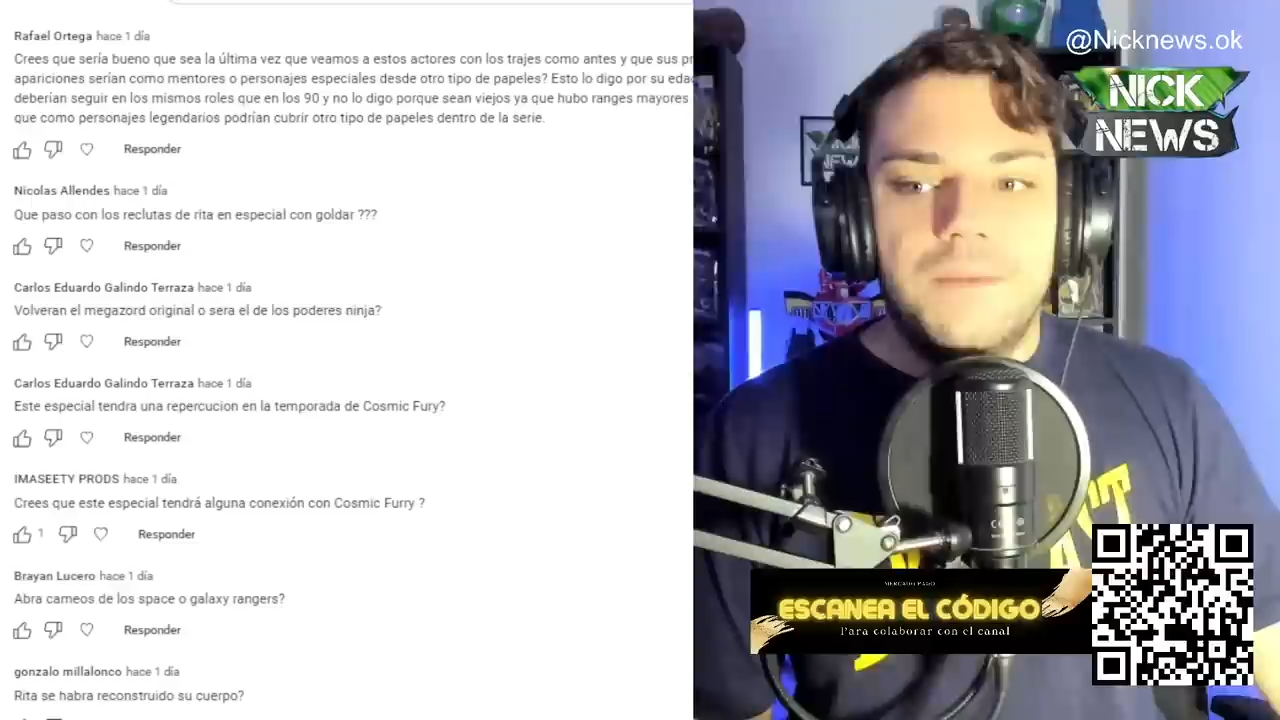 Rafael Ortega hace 1 día
Crees que sería bueno que sea la última vez que veamos a estos actores con los trajes como antes y que sus pr
apariciones serían como mentores o personajes especiales desde otro tipo de papeles? Esto lo digo por su eda
deberían seguir en los mismos roles que en los 90 y no lo digo porque sean viejos ya que hubo ranges mayores
que como personajes legendarios podrían cubrir otro tipo de papeles dentro de la serie.
Responder
Nicolas Allendes hace 1 día
Que paso con los reclutas de rita en especial con goldar ???
Responder
Carlos Eduardo Galindo Terraza hace 1 día
Volveran el megazord original o sera el de los poderes ninja?
Responder
Carlos Eduardo Galindo Terraza hace 1 día
Este especial tendra una repercucion en la temporada de Cosmic Fury?
Responder
IMASEETY PRODS hace 1 día
Crees que este especial tendrá alguna conexión con Cosmic Furry ?
1
Responder
Brayan Lucero hace 1 día
Abra cameos de los space o galaxy rangers?
Responder
gonzalo millalonco hace 1 día
Rita se habra reconstruido su cuerpo?
@Nicknews.ok
NICK
NEWS
MERCADO PAGO
ESCANEA EL CÓDIGO
Para colaborar con el canal